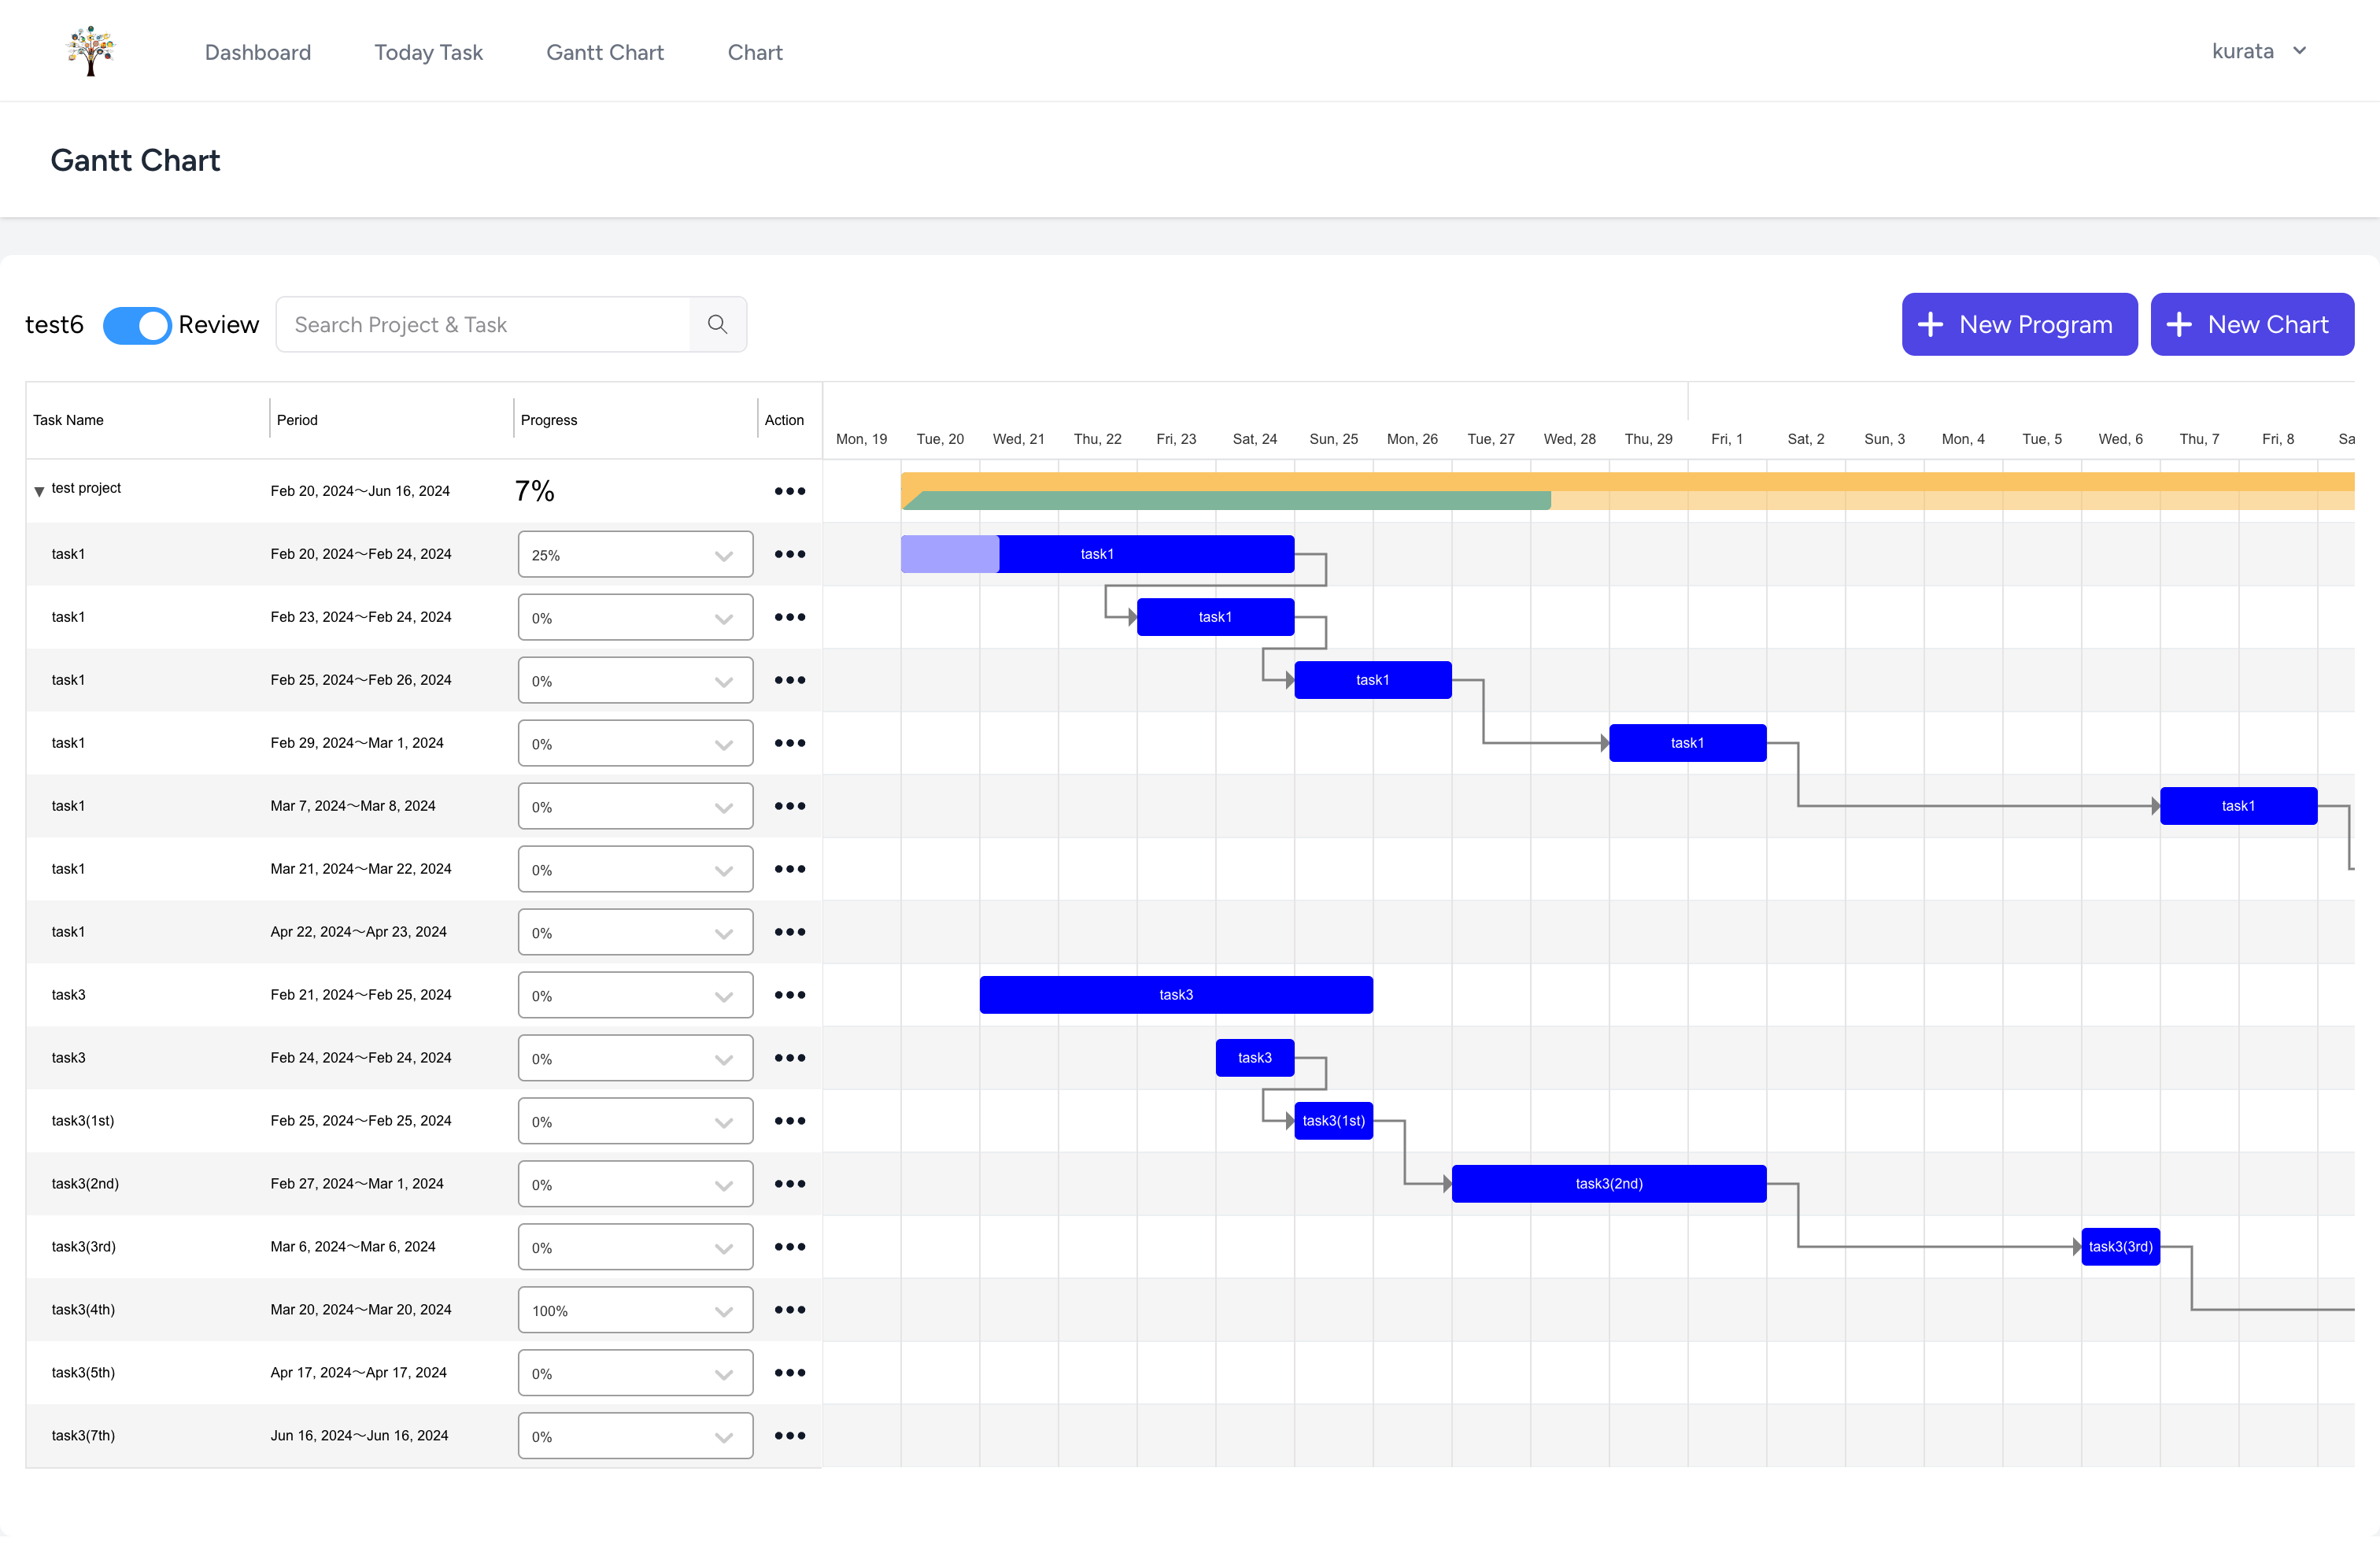 Dashboard Today Task Gantt Chart Chart kurata
Gantt Chart
test6 Review Search Project & Task New Program New Chart
Task Name Period Progress Action
Mon, 19 Tue, 20 Wed, 21 Thu, 22 Fri, 23 Sat, 24 Sun, 25 Mon, 26 Tue, 27 Wed, 28 Thu, 29 Fri, 1 Sat, 2 Sun, 3 Mon, 4 Tue, 5 Wed, 6 Thu, 7 Fri, 8 Sa
test project Feb 20, 2024～Jun 16, 2024 7%
task1 Feb 20, 2024～Feb 24, 2024 25% task1
task1 Feb 23, 2024～Feb 24, 2024 0% task1
task1 Feb 25, 2024～Feb 26, 2024 0% task1
task1 Feb 29, 2024～Mar 1, 2024 0% task1
task1 Mar 7, 2024～Mar 8, 2024 0% task1
task1 Mar 21, 2024～Mar 22, 2024 0%
task1 Apr 22, 2024～Apr 23, 2024 0%
task3 Feb 21, 2024～Feb 25, 2024 0% task3
task3 Feb 24, 2024～Feb 24, 2024 0% task3
task3(1st) Feb 25, 2024～Feb 25, 2024 0% task3(1st)
task3(2nd) Feb 27, 2024～Mar 1, 2024 0% task3(2nd)
task3(3rd) Mar 6, 2024～Mar 6, 2024 0% task3(3rd)
task3(4th) Mar 20, 2024～Mar 20, 2024 100%
task3(5th) Apr 17, 2024～Apr 17, 2024 0%
task3(7th) Jun 16, 2024～Jun 16, 2024 0%